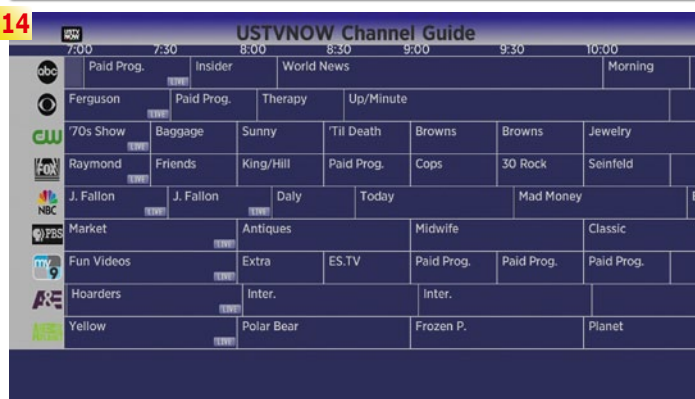 14
USTV NOW
USTVNOW Channel Guide
7:00 7:30 8:00 8:30 9:00 9:30 10:00
abc Paid Prog. LIVE Insider World News Morning
Ferguson LIVE Paid Prog. Therapy Up/Minute
CW '70s Show LIVE Baggage Sunny 'Til Death Browns Browns Jewelry
FOX Raymond LIVE Friends King/Hill Paid Prog. Cops 30 Rock Seinfeld
NBC J. Fallon LIVE J. Fallon LIVE Daly Today Mad Money
PBS Market LIVE Antiques Midwife Classic
my 9 Fun Videos LIVE Extra ES.TV Paid Prog. Paid Prog. Paid Prog.
A&E Hoarders LIVE Inter. Inter.
Yellow LIVE Polar Bear Frozen P. Planet